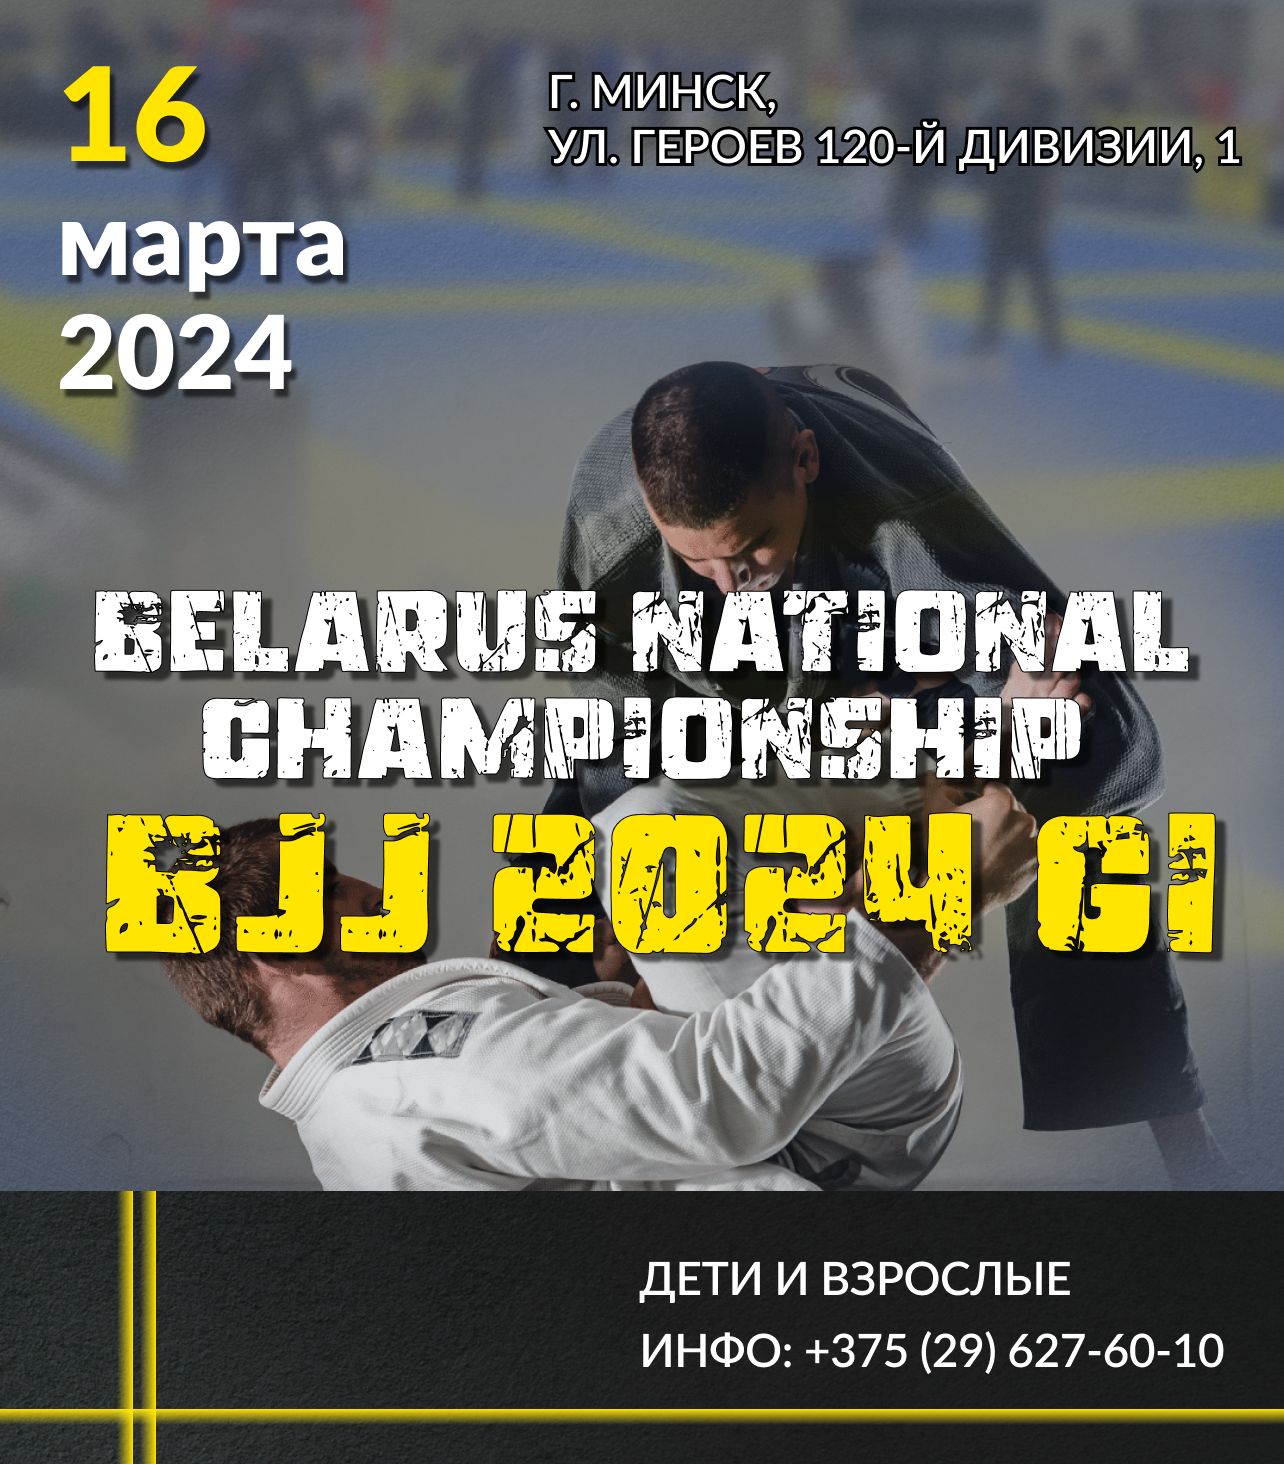 16
марта
2024
Г. МИНСК,
УЛ. ГЕРОЕВ 120-Й ДИВИЗИИ, 1
BELARUS NATIONAL
CHAMPIONSHIP
BJJ 2024 GI
ДЕТИ И ВЗРОСЛЫЕ
ИНФО: +375 (29) 627-60-10